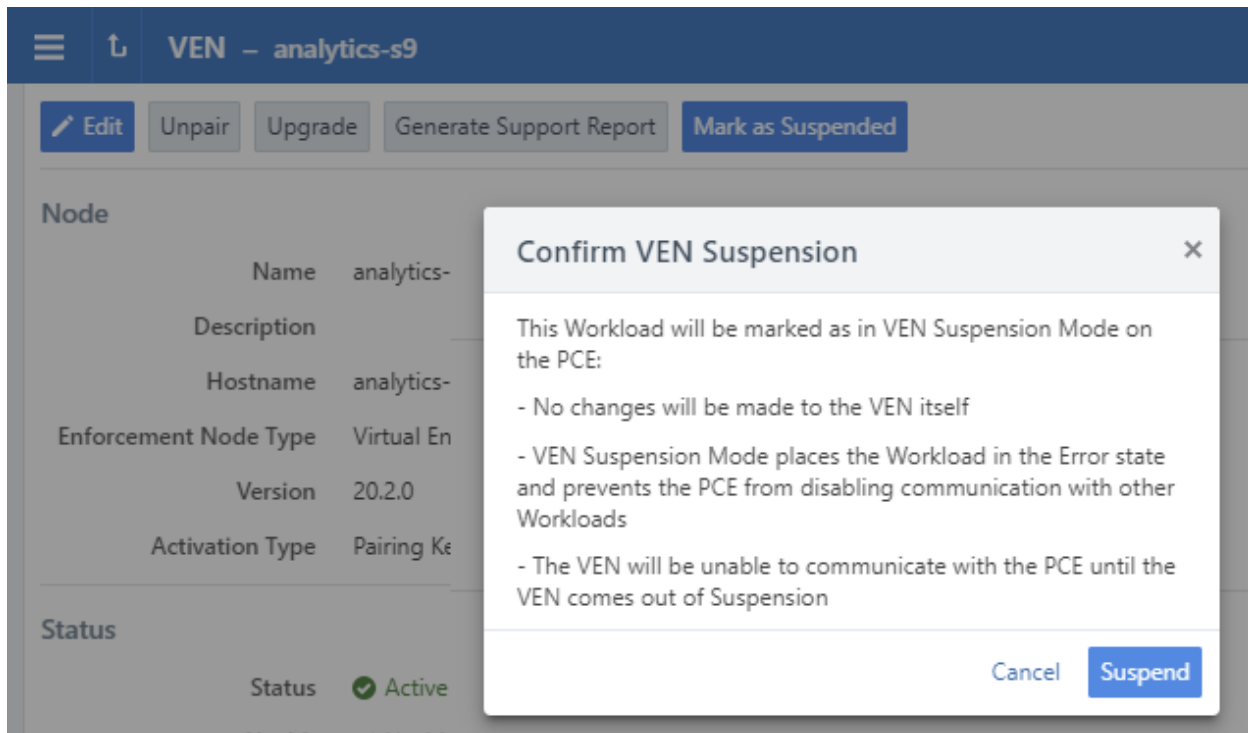 VEN – analytics-s9
Edit Unpair Upgrade Generate Support Report Mark as Suspended
Node
Name analytics-
Description
Hostname analytics-
Enforcement Node Type Virtual En
Version 20.2.0
Activation Type Pairing Ke
Status
Status Active
Confirm VEN Suspension
This Workload will be marked as in VEN Suspension Mode on
the PCE:
- No changes will be made to the VEN itself
- VEN Suspension Mode places the Workload in the Error state
and prevents the PCE from disabling communication with other
Workloads
- The VEN will be unable to communicate with the PCE until the
VEN comes out of Suspension
Cancel Suspend